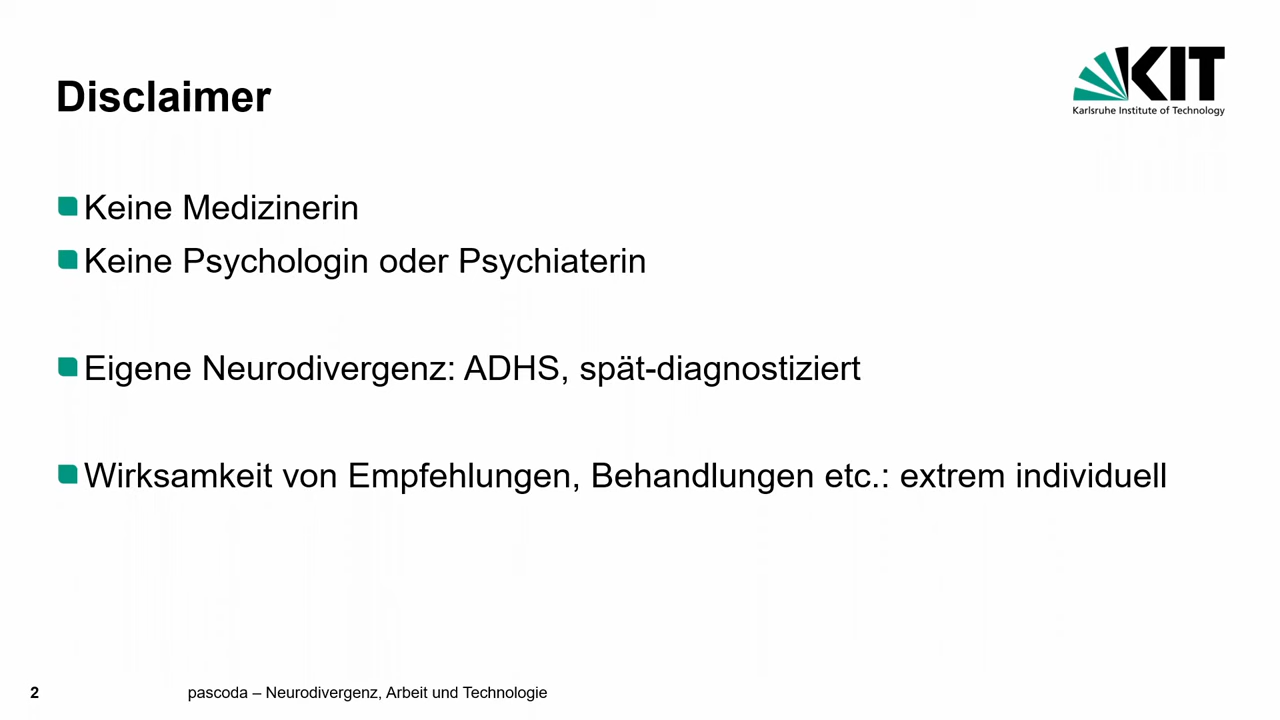 Disclaimer
KIT
Karlsruhe Institute of Technology
Keine Medizinerin
Keine Psychologin oder Psychiaterin
Eigene Neurodivergenz: ADHS, spät-diagnostiziert
Wirksamkeit von Empfehlungen, Behandlungen etc.: extrem individuell
2
pascoda – Neurodivergenz, Arbeit und Technologie